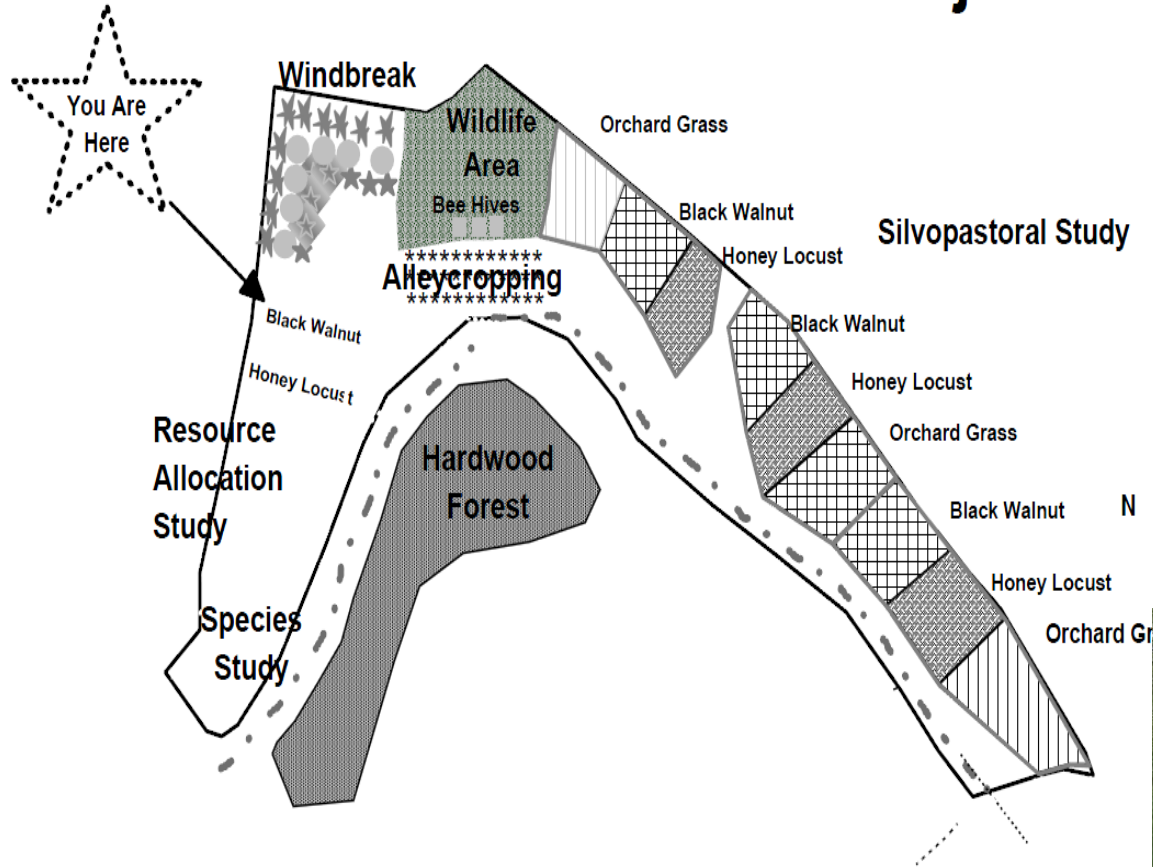 You Are
Here
Windbreak
Wildlife
Area
Bee Hives
Orchard Grass
Black Walnut
Honey Locust
Silvopastoral Study
************
Alleycropping
************
Black Walnut
Honey Locust
Black Walnut
Honey Locust
Orchard Grass
Resource
Allocation
Study
Hardwood
Forest
Black Walnut
N
Honey Locust
Species
Study
Orchard Gr